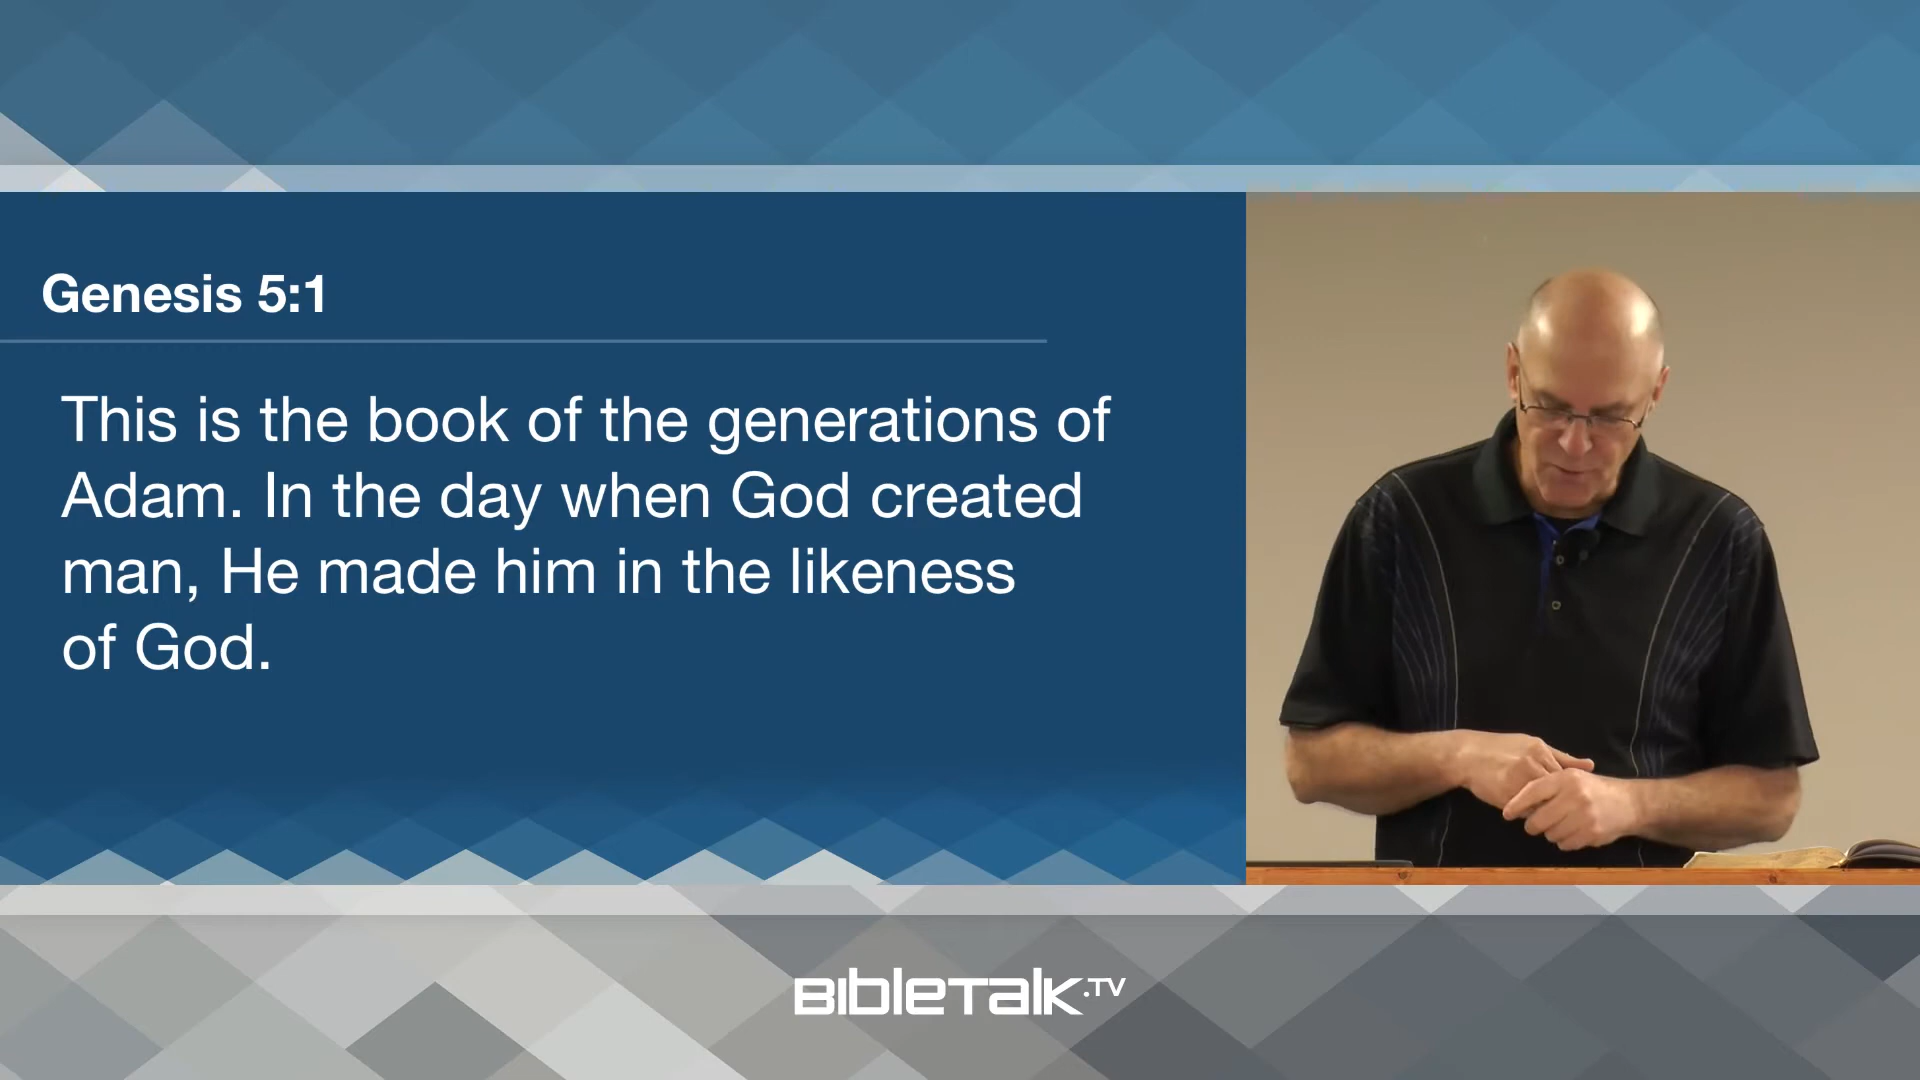 Genesis 5:1
This is the book of the generations of
Adam. In the day when God created
man, He made him in the likeness
of God.
BIBLETALK.TV